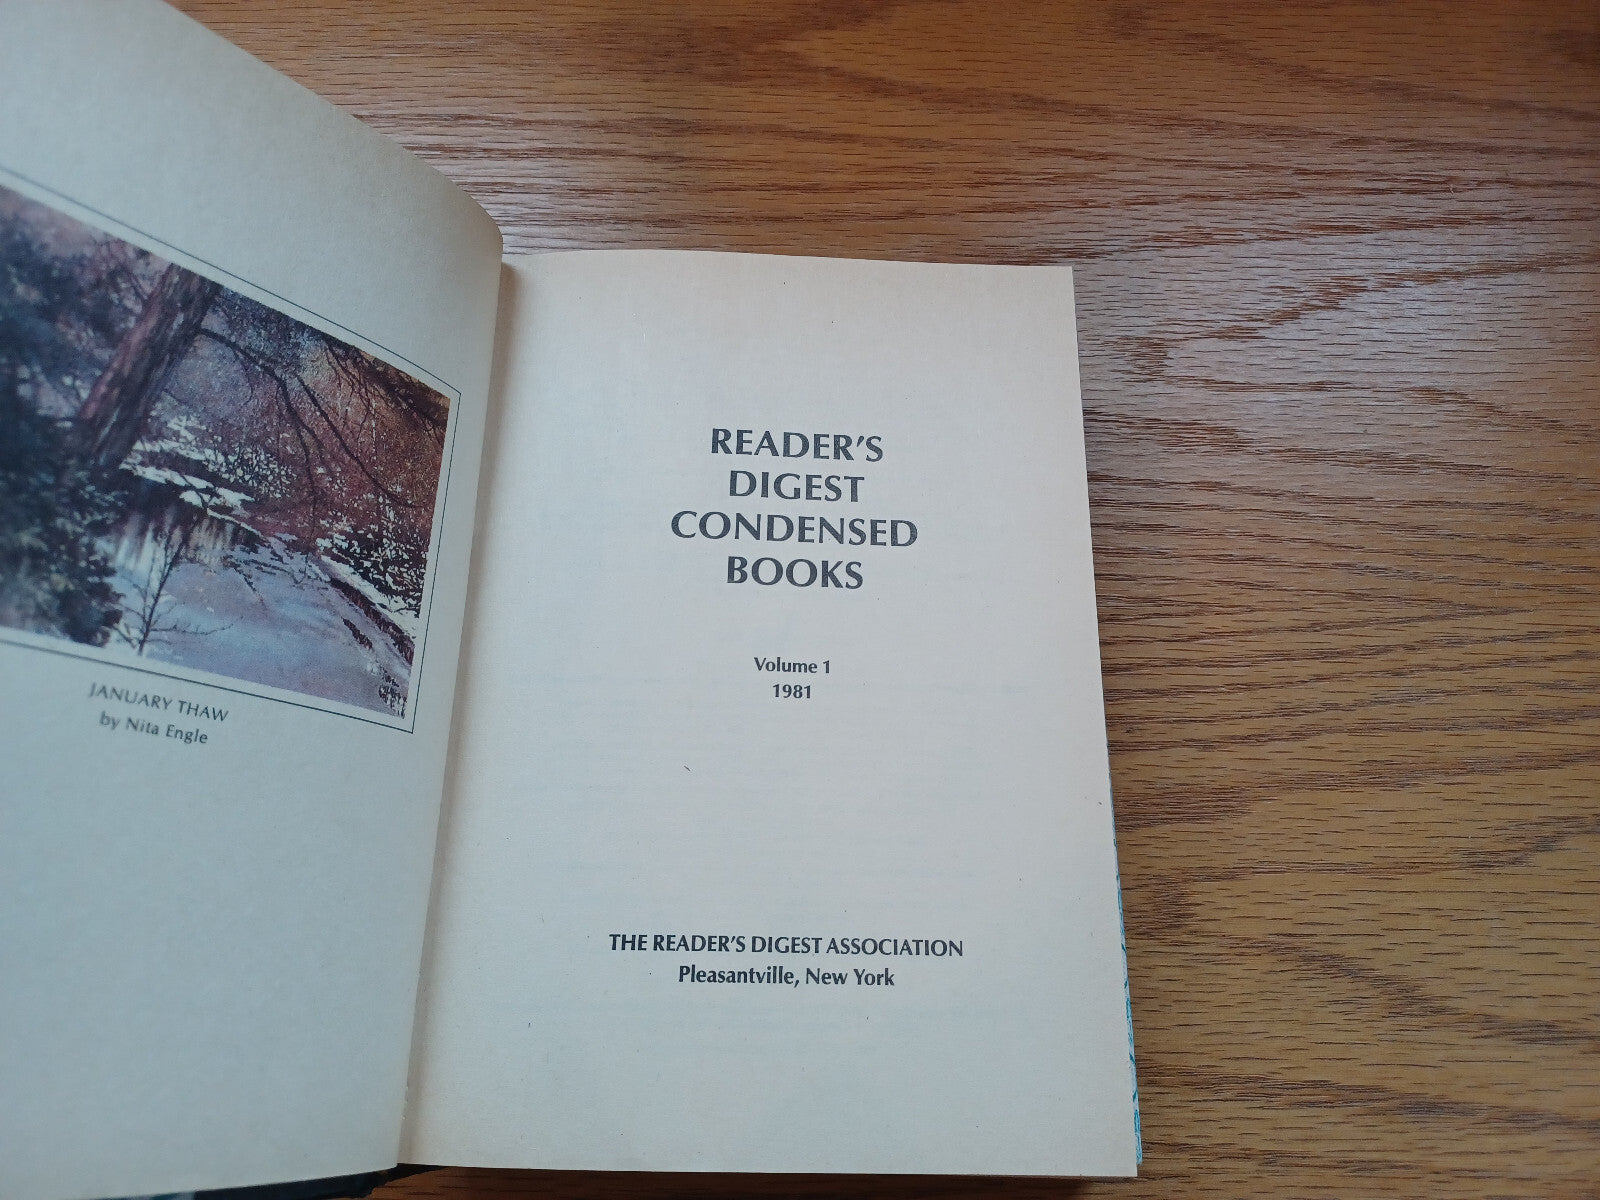 JANUARY THAW
by Nita Engle
READER'S
DIGEST
CONDENSED
BOOKS
Volume 1
1981
THE READER'S DIGEST ASSOCIATION
Pleasantville, New York